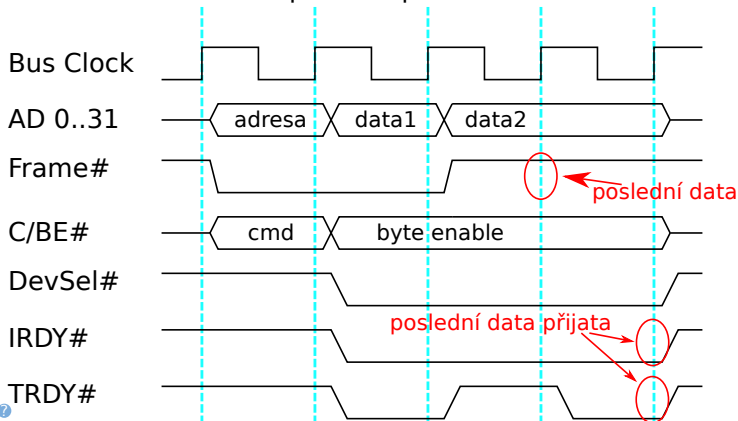 Bus Clock
AD 0..31
adresa
data1
data2
Frame#
poslední data
C/BE#
cmd
byte enable
DevSel#
poslední data přijata
IRDY#
TRDY#
?